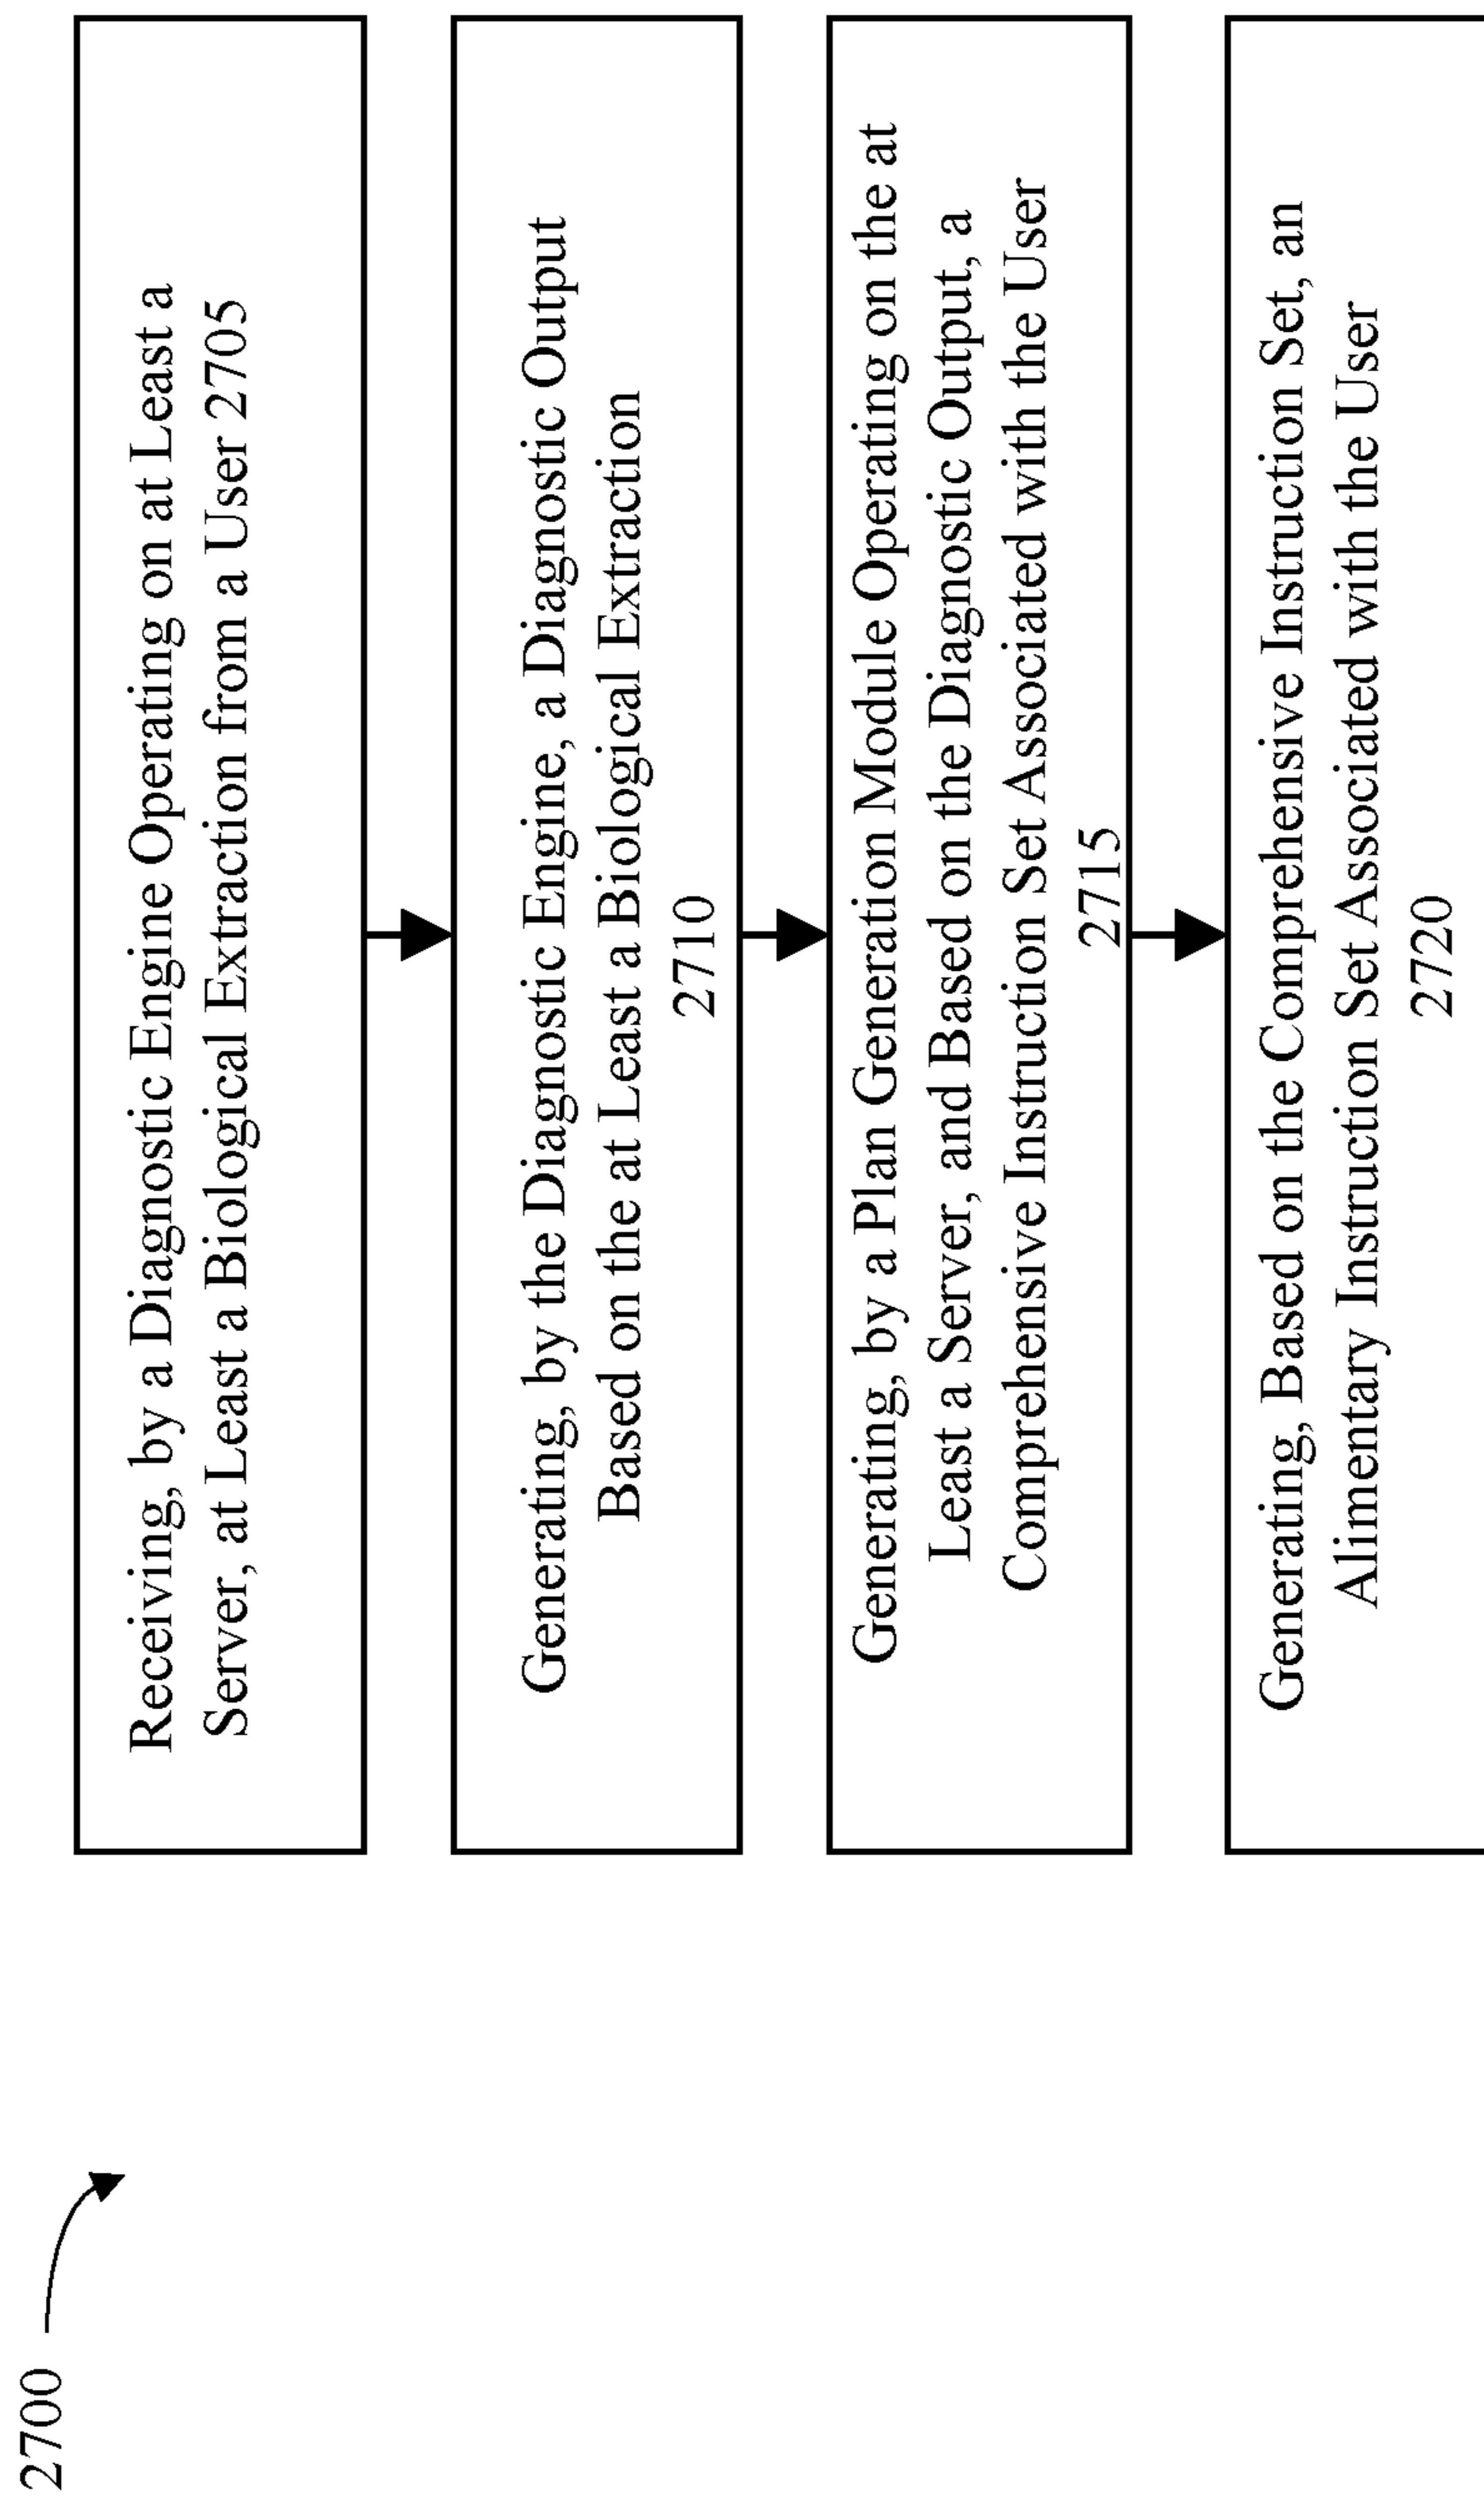 2700
Receiving, by a Diagnostic Engine Operating on at Least a
Server, at Least a Biological Extraction from a User 2705
Generating, by the Diagnostic Engine, a Diagnostic Output
Based on the at Least a Biological Extraction
2710
Generating, by a Plan Generation Module Operating on the at
Least a Server, and Based on the Diagnostic Output, a
Comprehensive Instruction Set Associated with the User
2715
Generating, Based on the Comprehensive Instruction Set, an
Alimentary Instruction Set Associated with the User
2720